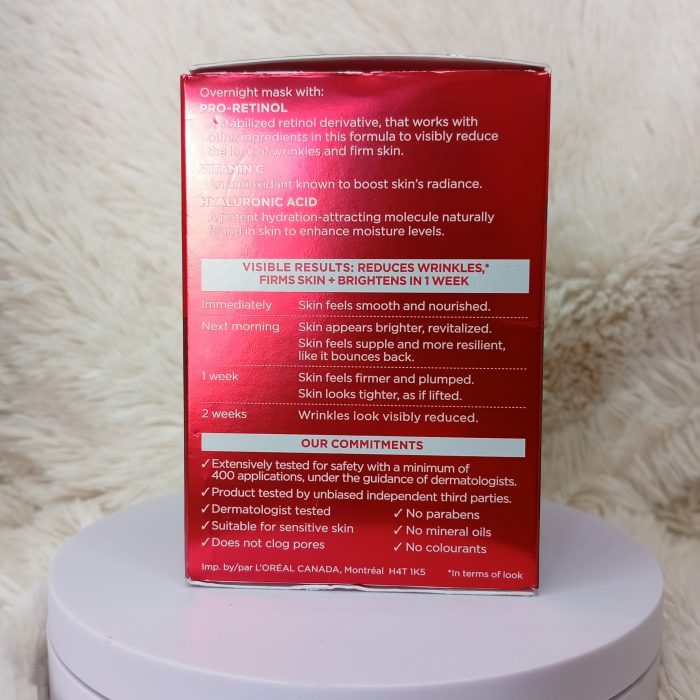 Overnight mask with:
PRO-RETINOL
A stabilized retinol derivative, that works with
other ingredients in this formula to visibly reduce
the look of wrinkles and firm skin.
VITAMIN C
An antioxidant known to boost skin's radiance.
HYALURONIC ACID
A potent hydration-attracting molecule naturally
found in skin to enhance moisture levels.
VISIBLE RESULTS: REDUCES WRINKLES,*
FIRMS SKIN + BRIGHTENS IN 1 WEEK
Immediately Skin feels smooth and nourished.
Next morning Skin appears brighter, revitalized.
Skin feels supple and more resilient,
like it bounces back.
1 week Skin feels firmer and plumped.
Skin looks tighter, as if lifted.
2 weeks Wrinkles look visibly reduced.
OUR COMMITMENTS
✓ Extensively tested for safety with a minimum of
400 applications, under the guidance of dermatologists.
✓ Product tested by unbiased independent third parties.
✓ Dermatologist tested ✓ No parabens
✓ Suitable for sensitive skin ✓ No mineral oils
✓ Does not clog pores ✓ No colourants
Imp. by/par L'ORÉAL CANADA, Montréal H4T 1K5 *In terms of look